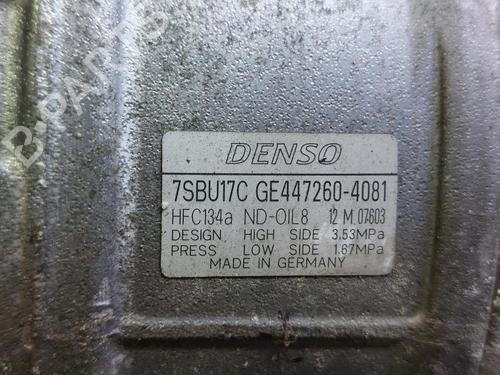 DENSO
7SBU17C GE447260-4081
HFC134a ND-OIL8 12 M 07603
DESIGN HIGH SIDE 3.53MPa
PRESS LOW SIDE 1.67MPa
MADE IN GERMANY
B-PARTS